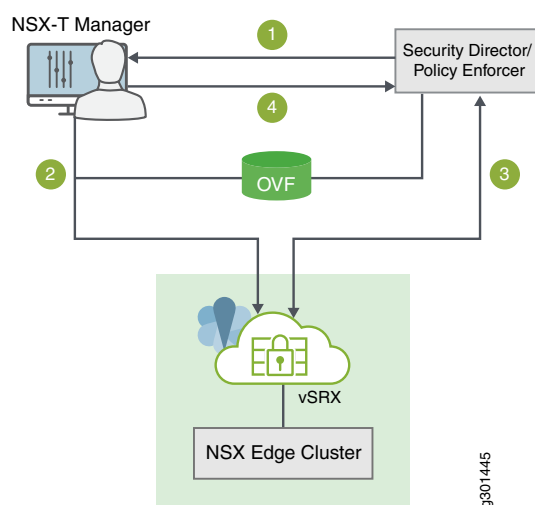 NSX-T Manager
1
Security Director/
Policy Enforcer
4
2
OVF
3
vSRX
NSX Edge Cluster
g301445